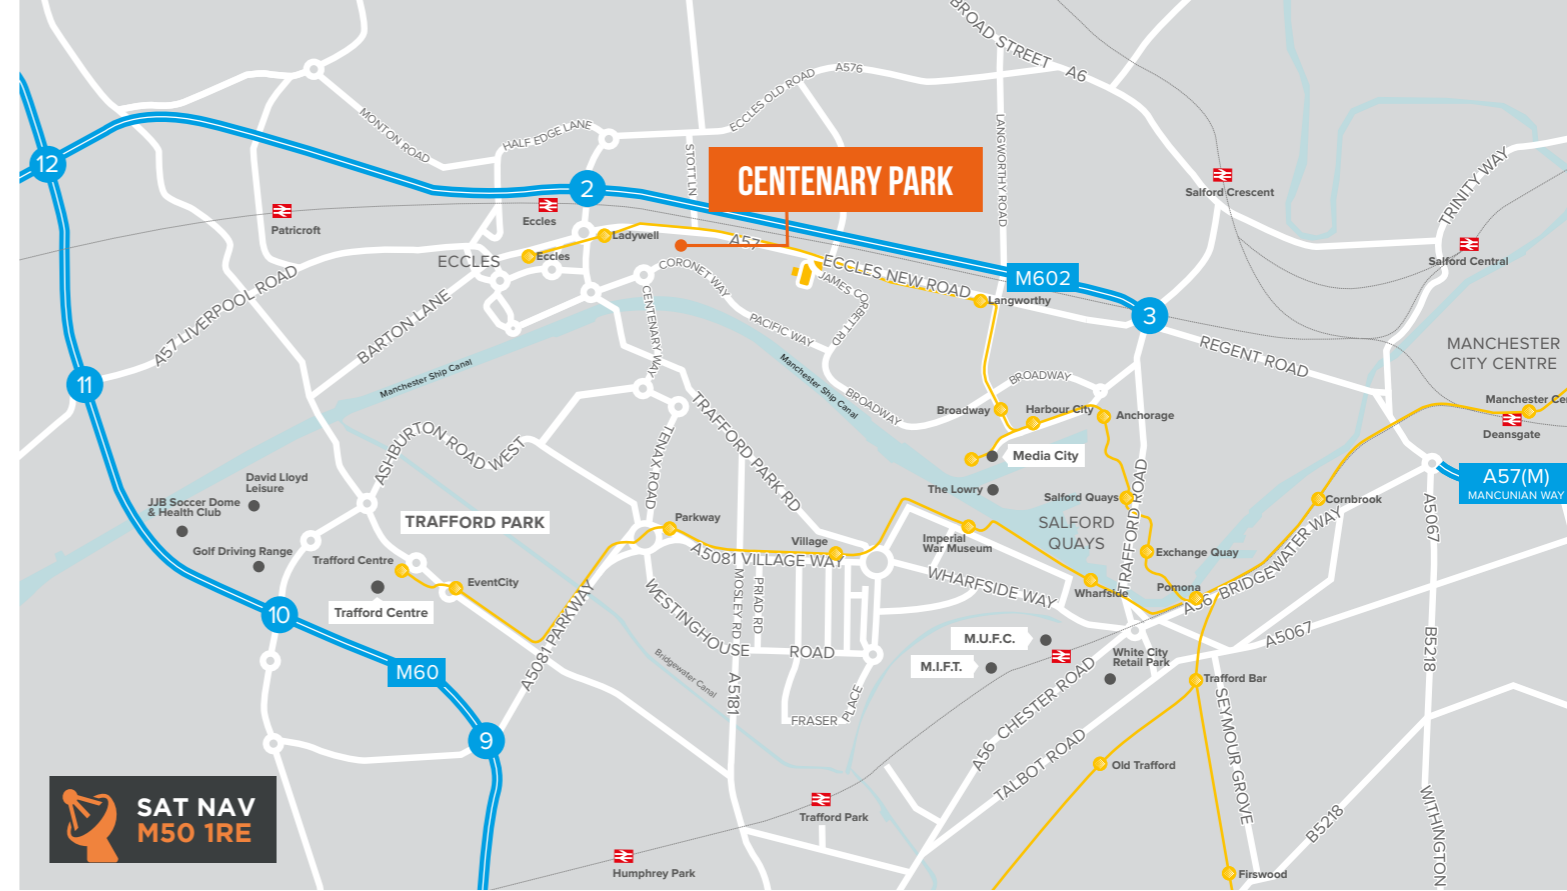 BROAD STREET
A6
A576
ECCLES OLD ROAD
MONTON ROAD
HALF EDGE LANE
STOTT LN
LANGWORTHY ROAD
TRINITY WAY
12
2
CENTENARY PARK
Salford Crescent
Patricroft
Eccles
Ladywell
A57
Salford Central
ECCLES
Eccles
CORONET WAY
ECCLES NEW ROAD
M602
JAMES CORBETT RD
Langworthy
3
A57 LIVERPOOL ROAD
BARTON LANE
CENTENARY WAY
PACIFIC WAY
REGENT ROAD
MANCHESTER
CITY CENTRE
11
Manchester Ship Canal
Manchester Ship Canal
BROADWAY
BROADWAY
Broadway
Harbour City
Anchorage
Manchester Ce
Deansgate
TRAFFORD PARK RD
ASHBURTON ROAD WEST
TENAX ROAD
Media City
David Lloyd
Leisure
The Lowry
Salford Quays
Cornbrook
A57(M)
MANCUNIAN WAY
JJB Soccer Dome
& Health Club
TRAFFORD PARK
Parkway
SALFORD
QUAYS
TRAFFORD ROAD
A5067
Golf Driving Range
Trafford Centre
Village
Imperial
War Museum
Exchange Quay
A5081 VILLAGE WAY
EventCity
WHARFSIDE WAY
Wharfside
Pomona
A56 BRIDGEWATER WAY
Trafford Centre
10
A5081 PARKWAY
WESTINGHOUSE
ROAD
MOSLEY RD
PRIAD RD
M.U.F.C.
M.I.F.T.
White City
Retail Park
A5067
B5218
M60
Bridgewater Canal
A5181
FRASER
PLACE
A56 CHESTER ROAD
Trafford Bar
SEYMOUR GROVE
9
TALBOT ROAD
Old Trafford
SAT NAV
M50 1RE
Trafford Park
B5218
WITHINGTON
Humphrey Park
Firswood